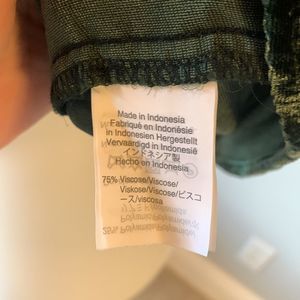 Made in Indonesia
Fabriqué en Indonésie
in Indonesien Hergestellt
Vervaardigd in Indonesië
インドネシア製
Hecho en Indonesia
75% Viscose/Viscose/
Viskose/Viscose/ビスコ
ース/viscosa
25%